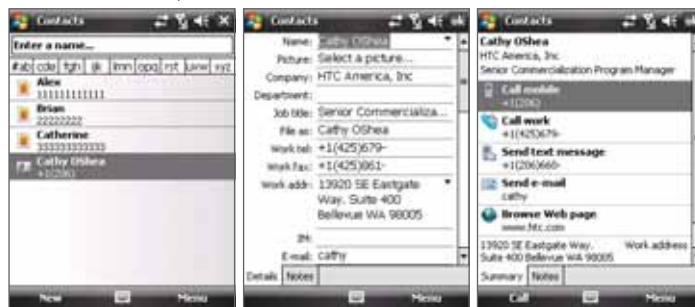 Contacts
Enter a name...
#ab cde fgh ijk lmn opq rst uvw xyz
Alex
11111111111
Brian
22222222
Catherine
333333333333
Cathy OShea
+1(206)
New Menu
Contacts ok
Name: Cathy OShea
Picture: Select a picture...
Company: HTC America, Inc
Department:
Job title: Senior Commercializa...
File as: Cathy OShea
Work tel: +1(425)679-
Work fax: +1(425)861-
Work addr: 13920 SE Eastgate
Way. Suite 400
Bellevue WA 98005
IM:
E-mail: cathy
Details Notes
Menu
Contacts ok
Cathy OShea
HTC America, Inc
Senior Commercialization Program Manager
Call mobile
+1(206)
Call work
+1(425)679-
Send text message
+1(206)660-
Send e-mail
cathy
Browse Web page
www.htc.com
13920 SE Eastgate Way. Work address
Suite 400 Bellevue WA 98005
Summary Notes
Call Menu